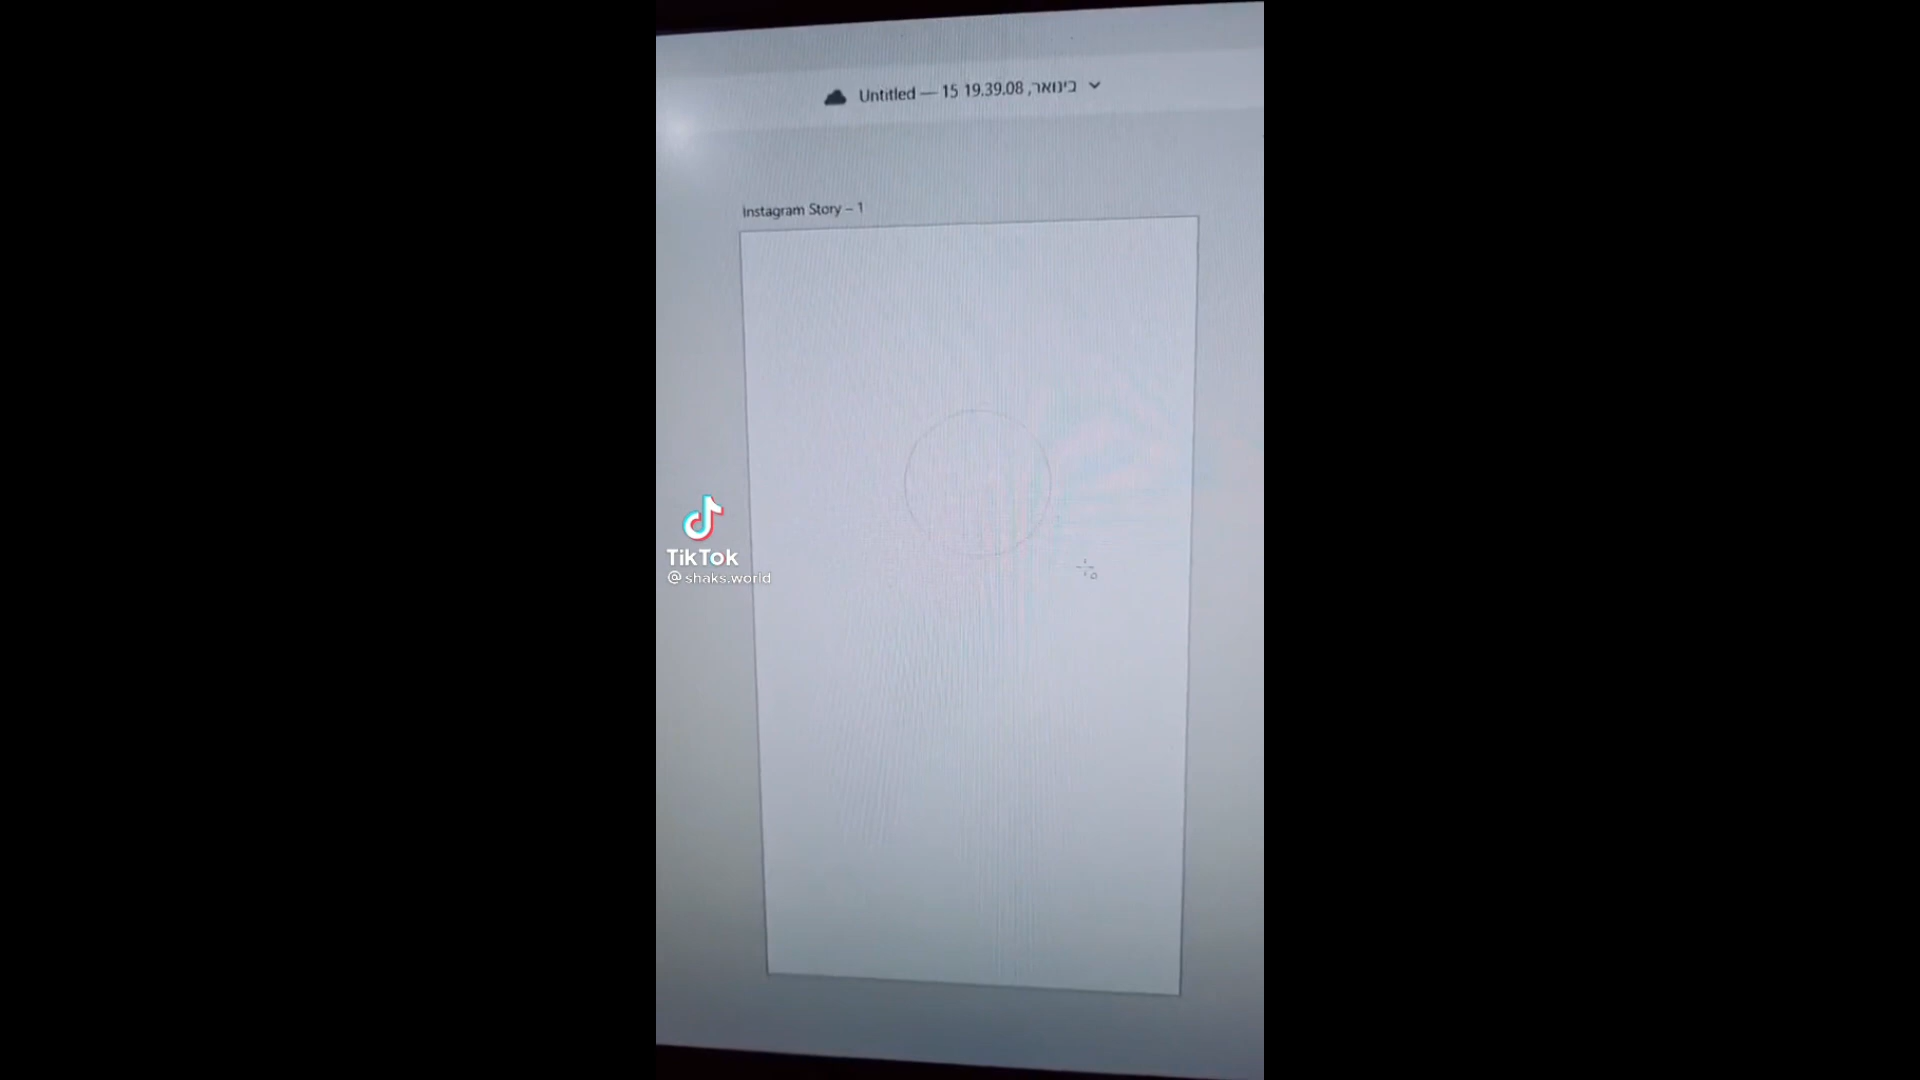 Untitled — 15 בינואר, 19.39.08
Instagram Story – 1
TikTok
@ shaks.world